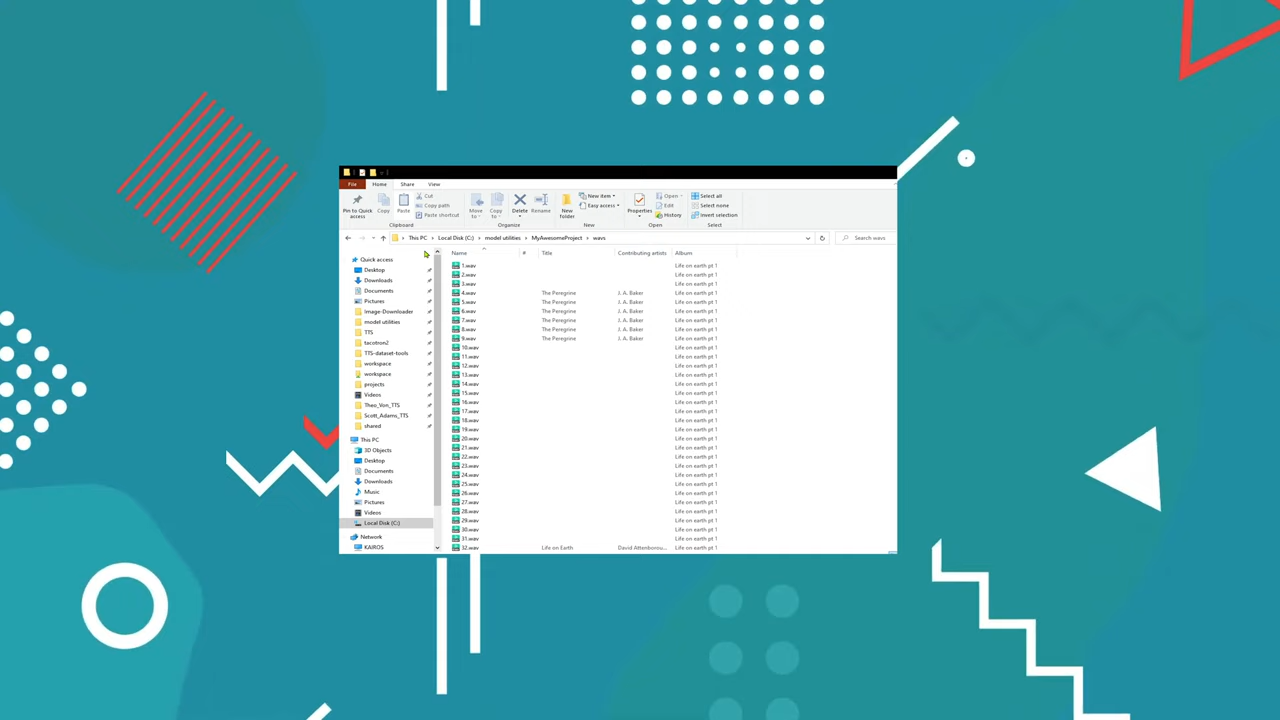 File Home Share View
Pin to Quick access Copy Paste Cut Copy path Paste shortcut Move to Copy to Delete Rename New folder New item Easy access Properties Open Edit History Select all Select none Invert selection
Clipboard Organize New Open Select
This PC Local Disk (C:) model utilities MyAwesomeProject wavs Search wavs
Name # Title Contributing artists Album
Quick access
Desktop
Downloads
Documents
Pictures
Image-Downloader
model utilities
TTS
tacotron2
TTS-dataset-tools
workspace
workspace
projects
Videos
Theo_Von_TTS
Scott_Adams_TTS
shared
This PC
3D Objects
Desktop
Documents
Downloads
Music
Pictures
Videos
Local Disk (C:)
Network
KAIROS
1.wav Life on earth pt 1
2.wav Life on earth pt 1
3.wav Life on earth pt 1
4.wav The Peregrine J. A. Baker Life on earth pt 1
5.wav The Peregrine J. A. Baker Life on earth pt 1
6.wav The Peregrine J. A. Baker Life on earth pt 1
7.wav The Peregrine J. A. Baker Life on earth pt 1
8.wav The Peregrine J. A. Baker Life on earth pt 1
9.wav The Peregrine J. A. Baker Life on earth pt 1
10.wav Life on earth pt 1
11.wav Life on earth pt 1
12.wav Life on earth pt 1
13.wav Life on earth pt 1
14.wav Life on earth pt 1
15.wav Life on earth pt 1
16.wav Life on earth pt 1
17.wav Life on earth pt 1
18.wav Life on earth pt 1
19.wav Life on earth pt 1
20.wav Life on earth pt 1
21.wav Life on earth pt 1
22.wav Life on earth pt 1
23.wav Life on earth pt 1
24.wav Life on earth pt 1
25.wav Life on earth pt 1
26.wav Life on earth pt 1
27.wav Life on earth pt 1
28.wav Life on earth pt 1
29.wav Life on earth pt 1
30.wav Life on earth pt 1
31.wav Life on earth pt 1
32.wav Life on Earth David Attenborou... Life on earth pt 1